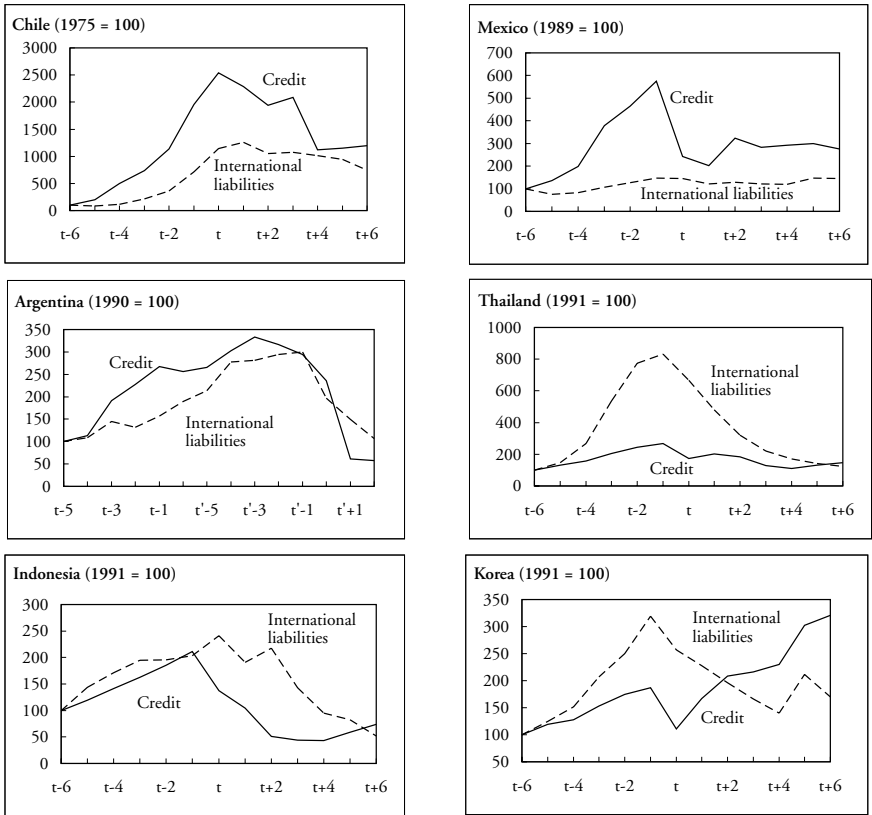 Chile (1975 = 100)
3000
2500
2000
1500
1000
500
0
Credit
International
liabilities
t-6 t-4 t-2 t t+2 t+4 t+6
Mexico (1989 = 100)
700
600
500
400
300
200
100
0
Credit
International liabilities
t-6 t-4 t-2 t t+2 t+4 t+6
Argentina (1990 = 100)
350
300
250
200
150
100
50
0
Credit
International
liabilities
t-5 t-3 t-1 t'-5 t'-3 t'-1 t'+1
Thailand (1991 = 100)
1000
800
600
400
200
0
International
liabilities
Credit
t-6 t-4 t-2 t t+2 t+4 t+6
Indonesia (1991 = 100)
300
250
200
150
100
50
0
International
liabilities
Credit
t-6 t-4 t-2 t t+2 t+4 t+6
Korea (1991 = 100)
350
300
250
200
150
100
50
International
liabilities
Credit
t-6 t-4 t-2 t t+2 t+4 t+6